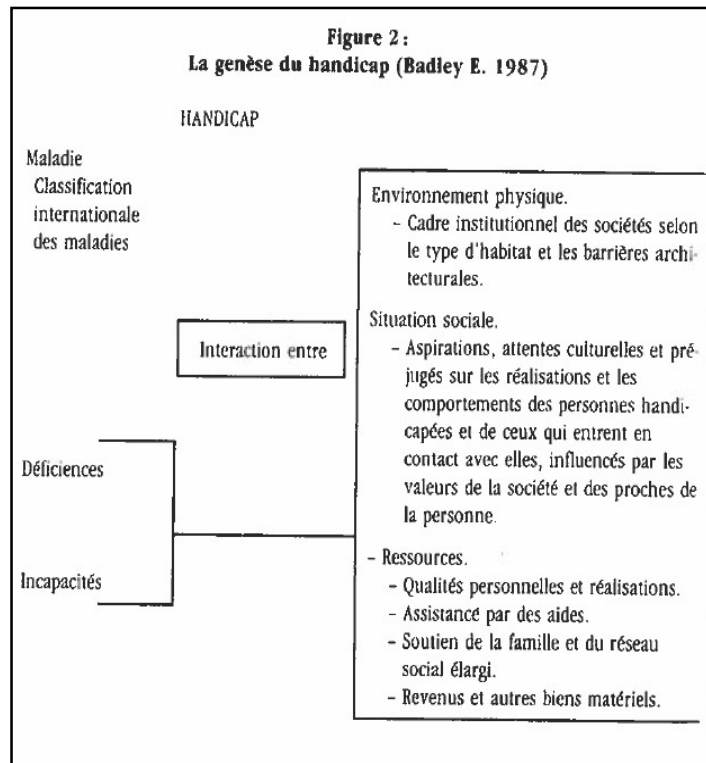 Figure 2 :
La genèse du handicap (Badley E. 1987)
HANDICAP
Maladie
Classification
internationale
des maladies
Interaction entre
Déficiences
Incapacités
Environnement physique.
– Cadre institutionnel des sociétés selon
le type d'habitat et les barrières archi-
tecturales.
Situation sociale.
– Aspirations, attentes culturelles et pré-
jugés sur les réalisations et les
comportements des personnes handi-
capées et de ceux qui entrent en
contact avec elles, influencés par les
valeurs de la société et des proches de
la personne.
– Ressources.
– Qualités personnelles et réalisations.
– Assistance par des aides.
– Soutien de la famille et du réseau
social élargi.
– Revenus et autres biens matériels.